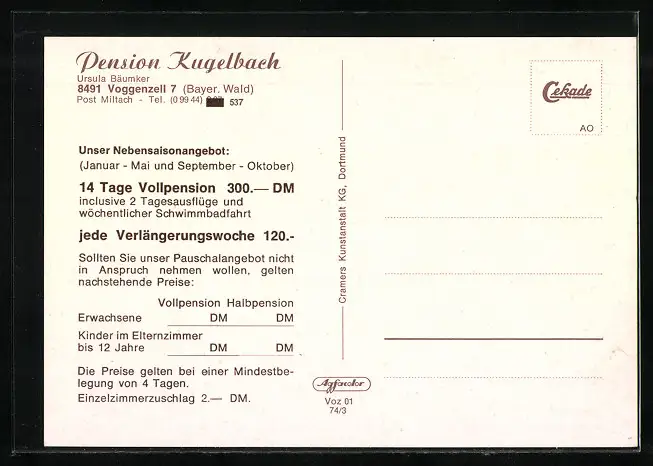 Pension Kugelbach
Ursula Bäumker
8491 Voggenzell 7 (Bayer. Wald)
Post Miltach - Tel. (0 99 44) 537
Unser Nebensaisonangebot:
(Januar - Mai und September - Oktober)
14 Tage Vollpension 300.— DM
inclusive 2 Tagesausflüge und
wöchentlicher Schwimmbadfahrt
jede Verlängerungswoche 120.-
Sollten Sie unser Pauschalangebot nicht
in Anspruch nehmen wollen, gelten
nachstehende Preise:
Vollpension Halbpension
Erwachsene DM DM
Kinder im Elternzimmer
bis 12 Jahre DM DM
Die Preise gelten bei einer Mindestbe-
legung von 4 Tagen.
Einzelzimmerzuschlag 2.— DM.
Cramers Kunstanstalt KG, Dortmund
Agfacolor
Voz 01
74/3
Cekade
AO